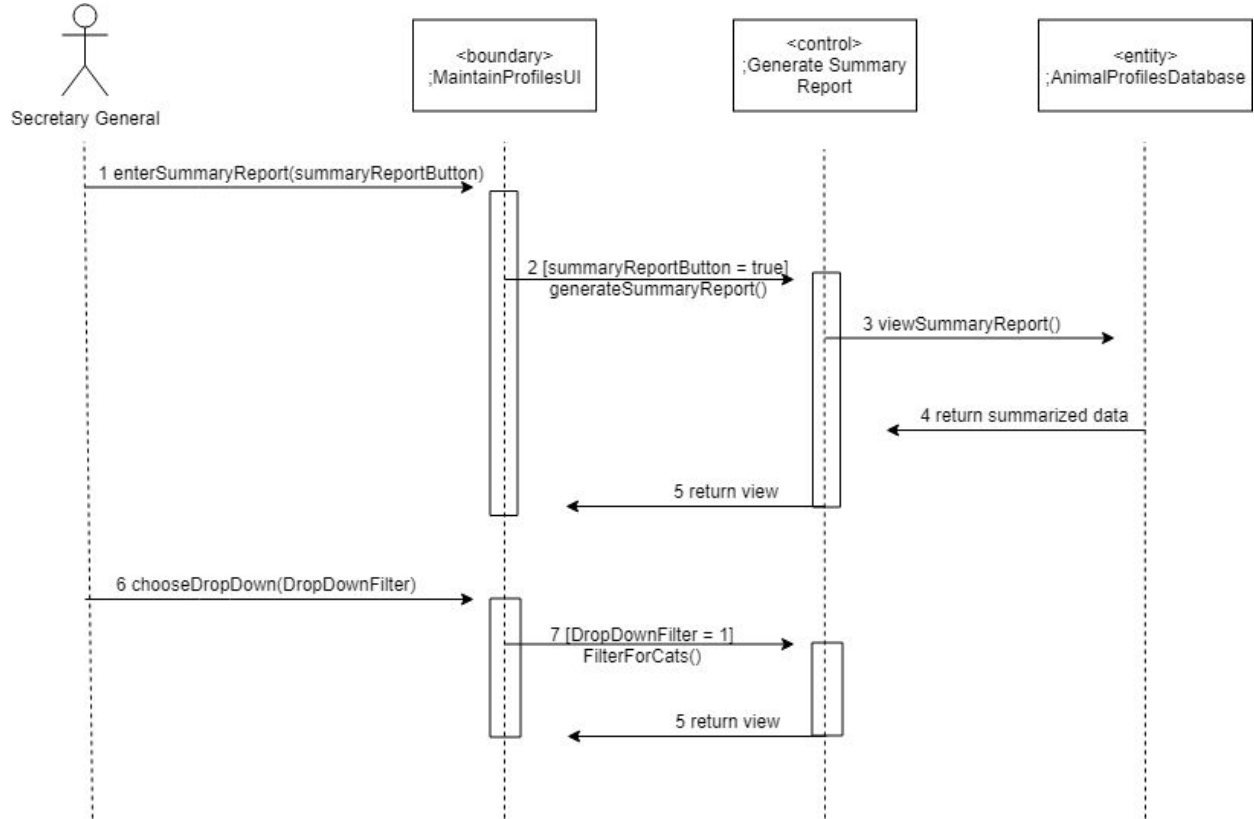 Secretary General
<boundary>
;MaintainProfilesUI
<control>
;Generate Summary
Report
<entity>
;AnimalProfilesDatabase
1 enterSummaryReport(summaryReportButton)
2 [summaryReportButton = true]
generateSummaryReport()
3 viewSummaryReport()
4 return summarized data
5 return view
6 chooseDropDown(DropDownFilter)
7 [DropDownFilter = 1]
FilterForCats()
5 return view